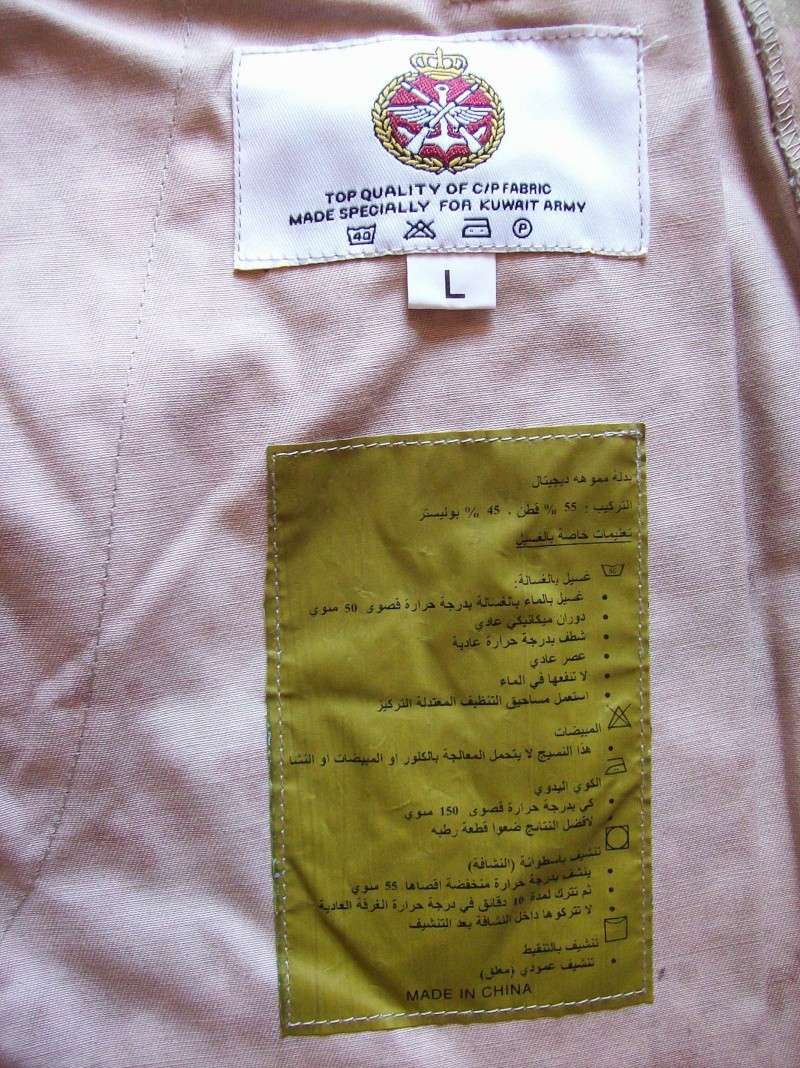 TOP QUALITY OF C/P FABRIC
MADE SPECIALLY FOR KUWAIT ARMY
40
P
L
بدلة مموهه ديجيتال
التركيب : 55 % قطن ، 45 % بوليستر
تعليمات خاصة بالغسيل
غسيل بالغسالة:
• غسيل بالماء بالغسالة بدرجة حرارة قصوى 50 مئوي
• دوران ميكانيكي عادي
• شطف بدرجة حرارة عادية
• عصر عادي
• لا تنقعها في الماء
• استعمل مساحيق التنظيف المعتدلة التركيز
المبيضات
• هذا النسيج لا يتحمل المعالجة بالكلور او المبيضات او النشا
الكوي اليدوي
• كي بدرجة حرارة قصوى 150 مئوي
• لافضل النتائج ضعوا قطعة رطبه
تنشيف باسطوانة (النشافة)
• ينشف بدرجة حرارة منخفضة اقصاها 55 مئوي
• ثم تترك لمدة 10 دقائق في درجة حرارة الغرفة العادية
• لا تتركوها داخل النشافة بعد التنشيف
تنشيف بالتنقيط
• تنشيف عمودي (معلق)
MADE IN CHINA